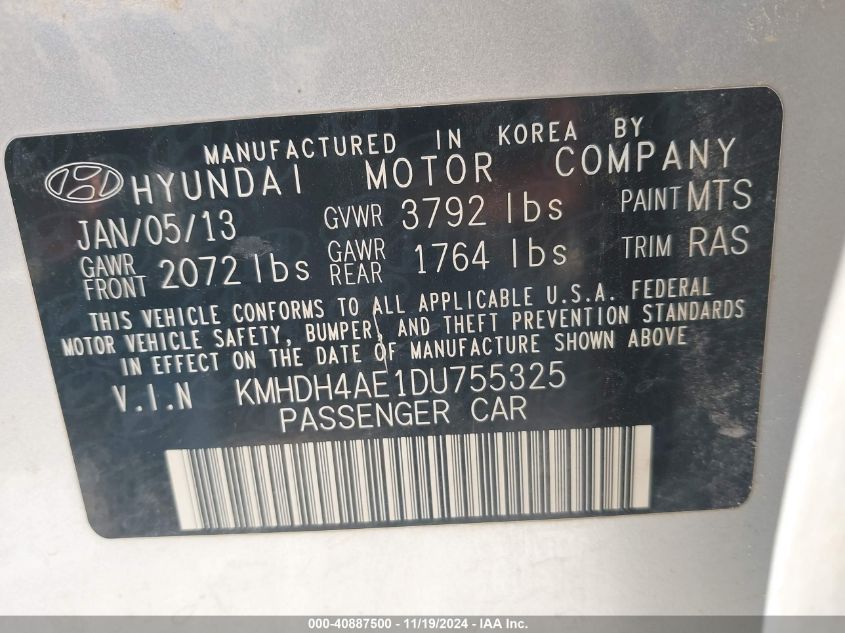 MANUFACTURED IN KOREA BY
HYUNDAI MOTOR COMPANY
JAN/05/13 GVWR 3792 lbs PAINT MTS
GAWR FRONT 2072 lbs GAWR REAR 1764 lbs TRIM RAS
THIS VEHICLE CONFORMS TO ALL APPLICABLE U.S.A. FEDERAL
MOTOR VEHICLE SAFETY, BUMPER, AND THEFT PREVENTION STANDARDS
IN EFFECT ON THE DATE OF MANUFACTURE SHOWN ABOVE
V.I.N KMHDH4AE1DU755325
PASSENGER CAR
000-40887500 - 11/19/2024 - IAA Inc.